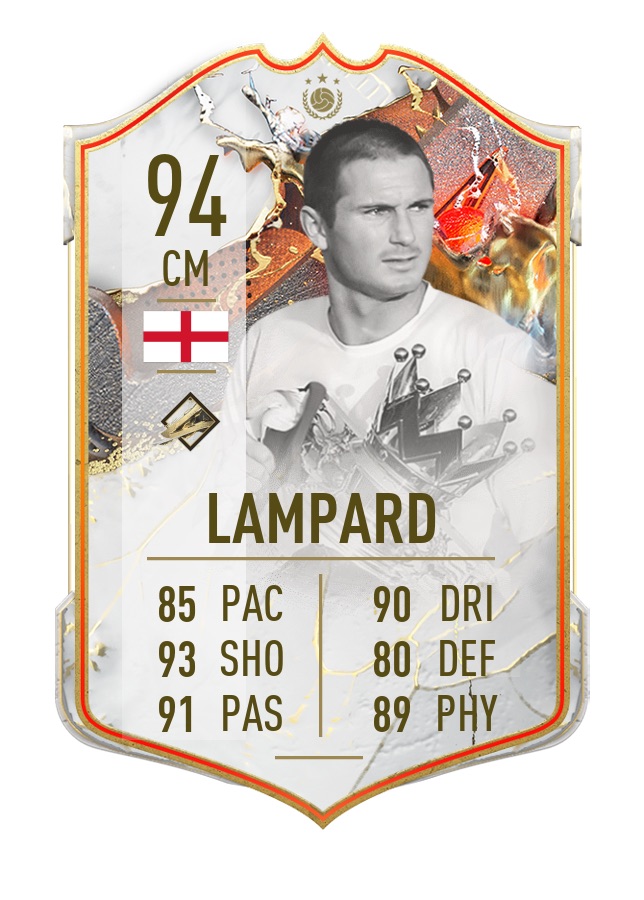 94
CM
LAMPARD
85 PAC 90 DRI
93 SHO 80 DEF
91 PAS 89 PHY